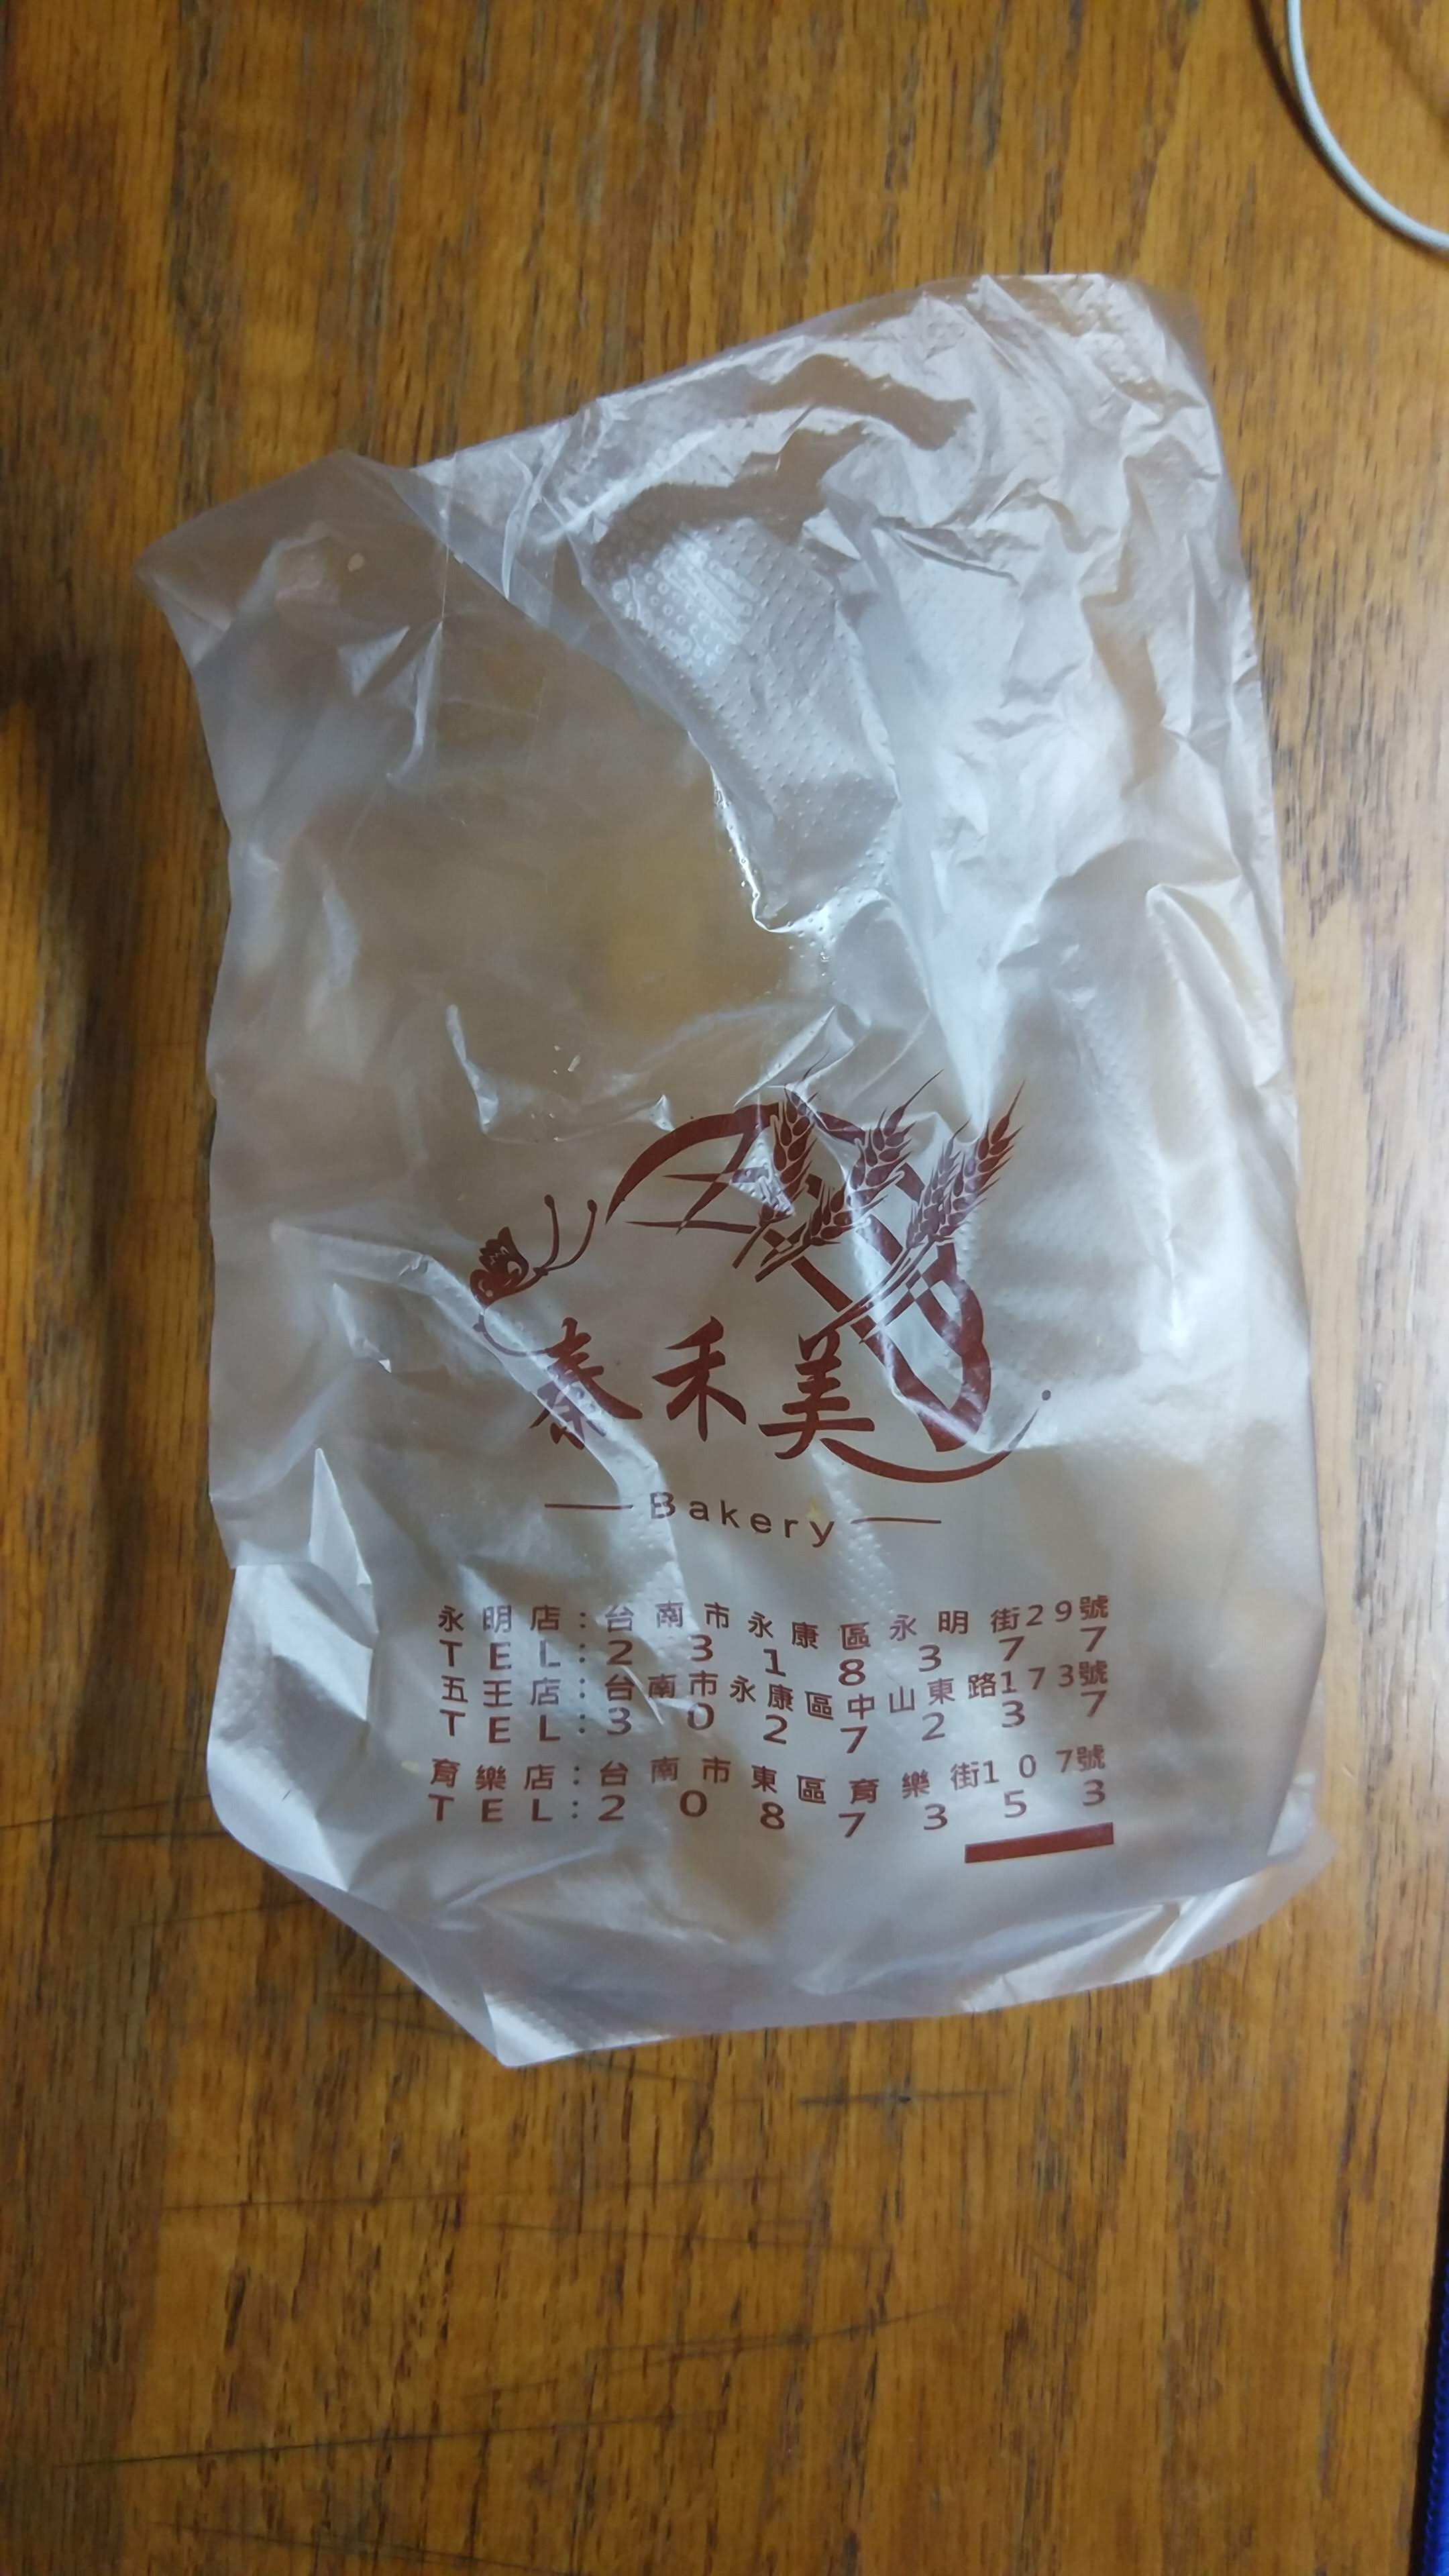 泰禾美
Bakery
永明店:台南市永康區永明街29號
TEL:2318377
五王店:台南市永康區中山東路173號
TEL:3027237
育樂店:台南市東區育樂街107號
TEL:2087353